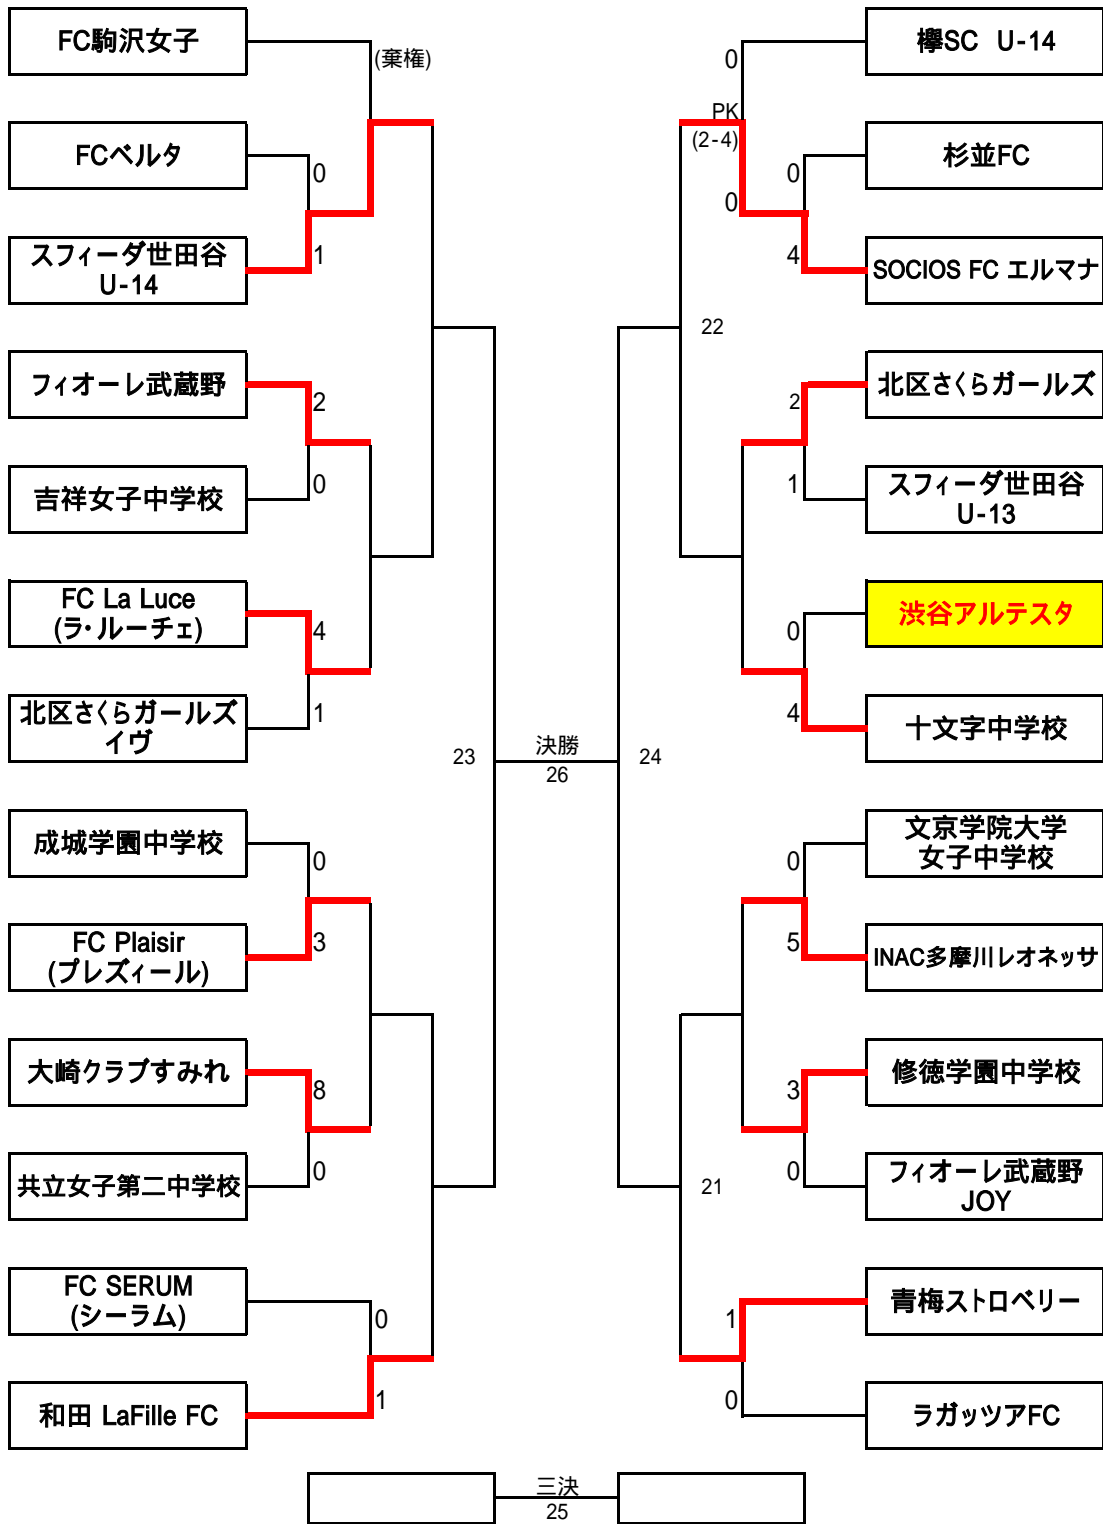 FC駒沢女子
(棄権)
FCベルタ
0
スフィーダ世田谷
U-14
1
フィオーレ武蔵野
2
吉祥女子中学校
0
FC La Luce
(ラ・ルーチェ)
4
北区さくらガールズ
イヴ
1
成城学園中学校
0
FC Plaisir
(プレズィール)
3
大崎クラブすみれ
8
共立女子第二中学校
0
FC SERUM
(シーラム)
0
和田 LaFille FC
1
23
決勝
26
24
欅SC U-14
0
PK
(2-4)
0
杉並FC
0
SOCIOS FC エルマナ
4
22
北区さくらガールズ
2
スフィーダ世田谷
U-13
1
渋谷アルテスタ
0
十文字中学校
4
文京学院大学
女子中学校
0
INAC多摩川レオネッサ
5
修徳学園中学校
3
フィオーレ武蔵野
JOY
0
21
青梅ストロベリー
1
ラガッツアFC
0
三決
25